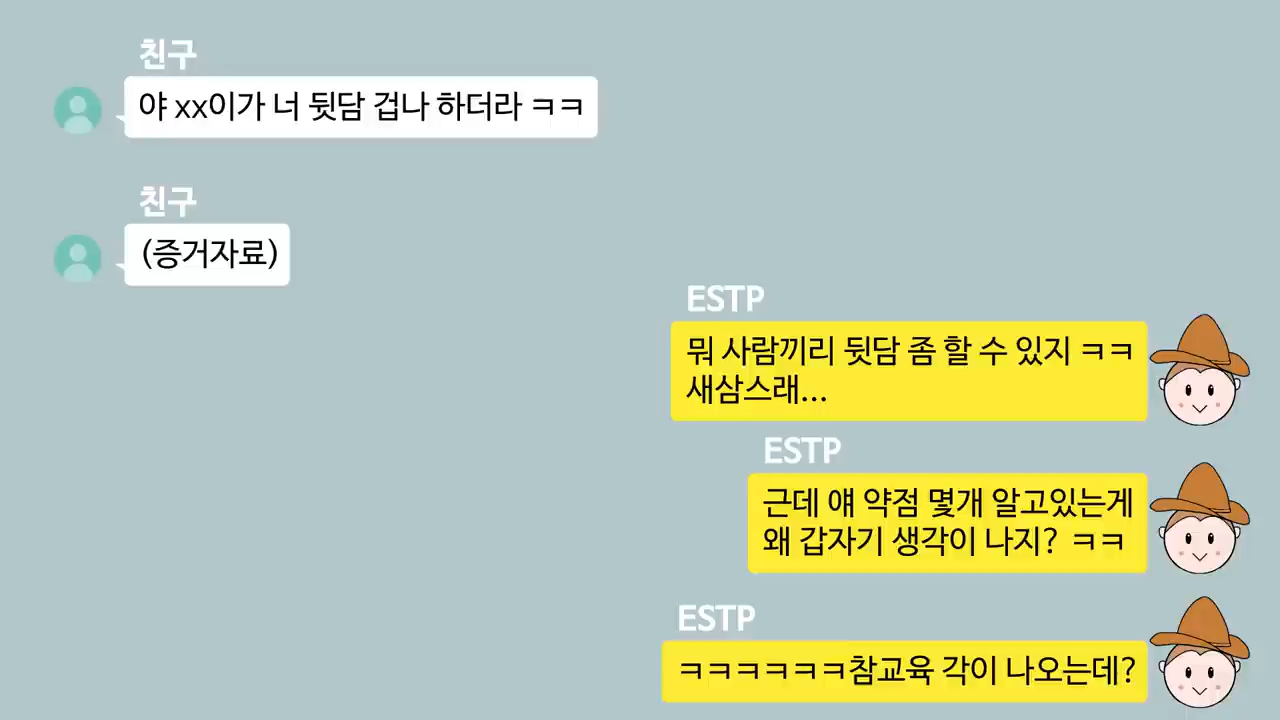 친구
야 xx이가 너 뒷담 겁나 하더라 ㅋㅋ
친구
(증거자료)
ESTP
뭐 사람끼리 뒷담 좀 할 수 있지 ㅋㅋ
새삼스래...
ESTP
근데 얘 약점 몇개 알고있는게
왜 갑자기 생각이 나지? ㅋㅋ
ESTP
ㅋㅋㅋㅋㅋㅋ참교육 각이 나오는데?